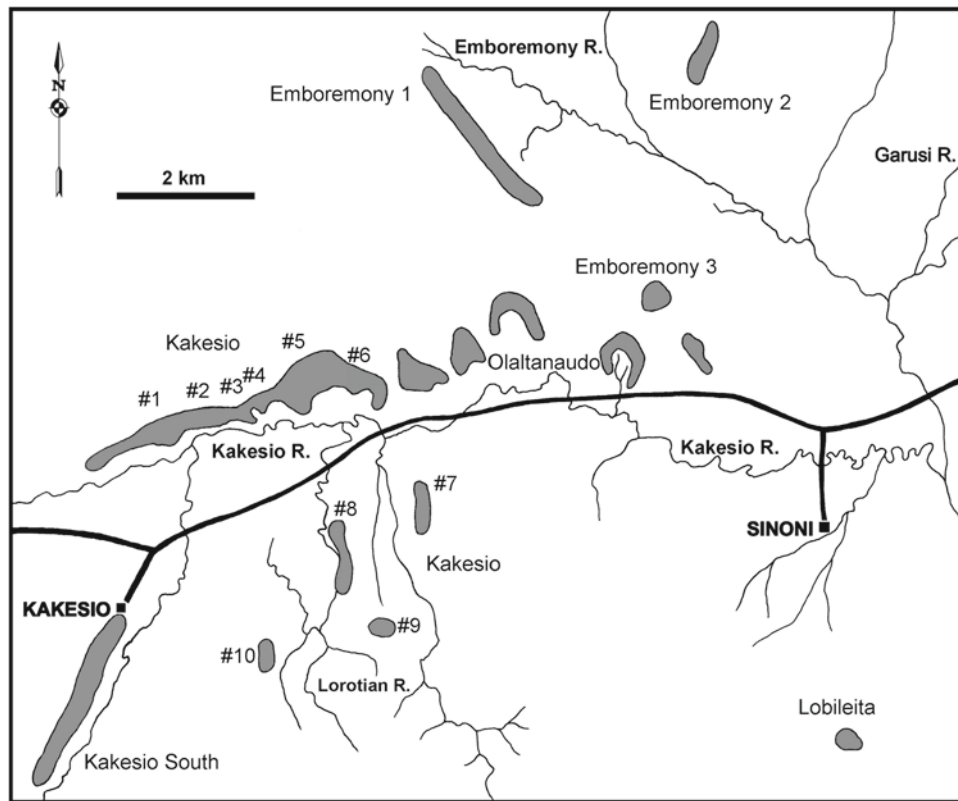 Emboremony R.
Emboremony 1
Emboremony 2
N
Garusi R.
2 km
Emboremony 3
Kakesio
#5
#6
#4
#3
#2
#1
Olaltanaudo
Kakesio R.
Kakesio R.
#7
#8
SINONI
Kakesio
KAKESIO
#9
#10
Lorotian R.
Lobileita
Kakesio South